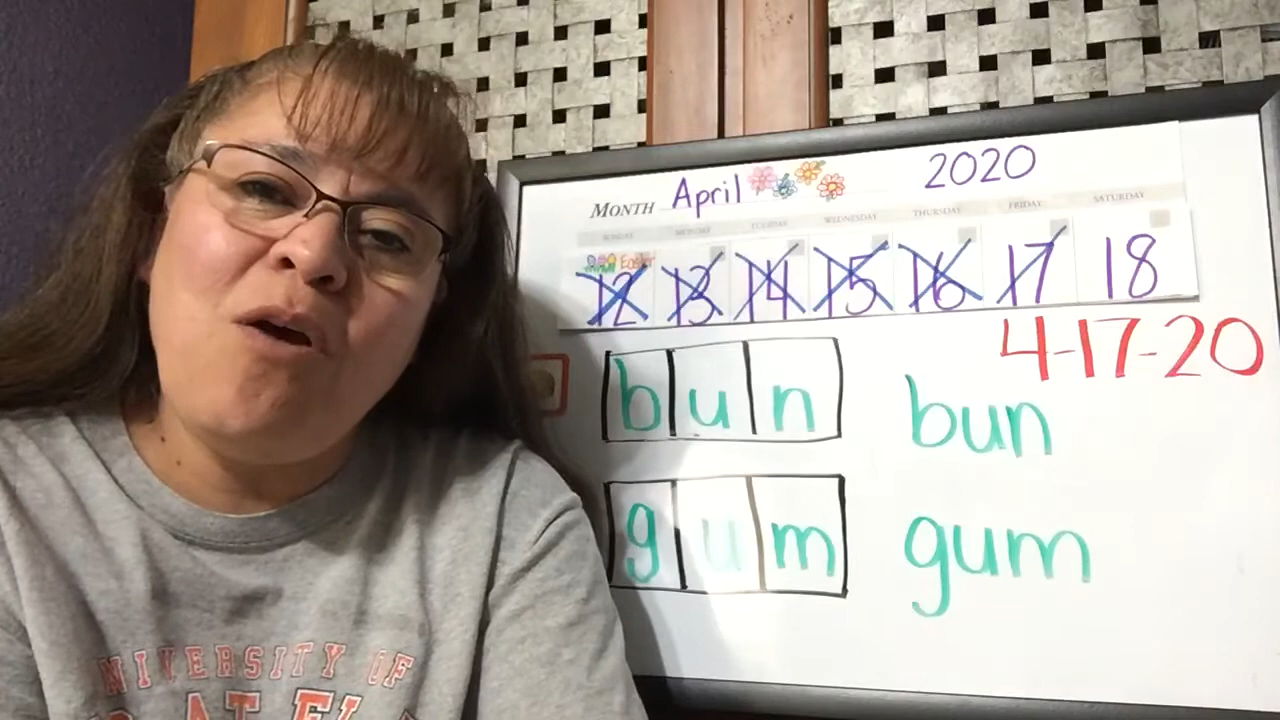 MONTH April 2020
SUNDAY MONDAY TUESDAY WEDNESDAY THURSDAY FRIDAY SATURDAY
Easter
12 13 14 15 16 17 18
4-17-20
b u n bun
g u m gum
UNIVERSITY OF
AT